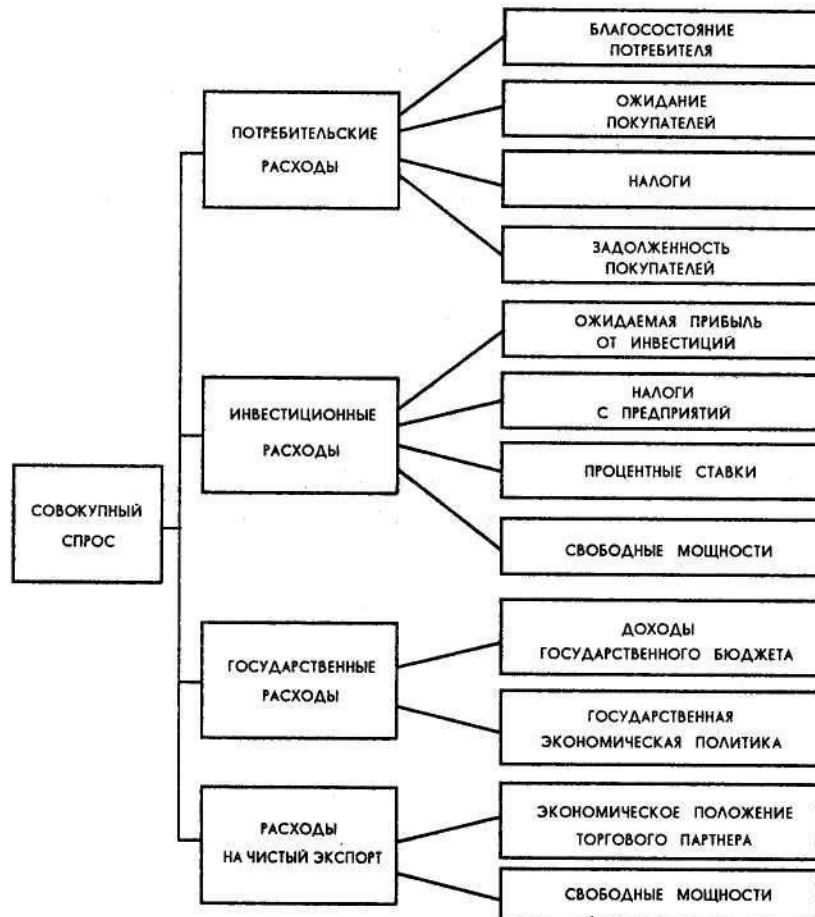 СОВОКУПНЫЙ
СПРОС
ПОТРЕБИТЕЛЬСКИЕ
РАСХОДЫ
БЛАГОСОСТОЯНИЕ
ПОТРЕБИТЕЛЯ
ОЖИДАНИЕ
ПОКУПАТЕЛЕЙ
НАЛОГИ
ЗАДОЛЖЕННОСТЬ
ПОКУПАТЕЛЕЙ
ИНВЕСТИЦИОННЫЕ
РАСХОДЫ
ОЖИДАЕМАЯ ПРИБЫЛЬ
ОТ ИНВЕСТИЦИЙ
НАЛОГИ
С ПРЕДПРИЯТИЙ
ПРОЦЕНТНЫЕ СТАВКИ
СВОБОДНЫЕ МОЩНОСТИ
ГОСУДАРСТВЕННЫЕ
РАСХОДЫ
ДОХОДЫ
ГОСУДАРСТВЕННОГО БЮДЖЕТА
ГОСУДАРСТВЕННАЯ
ЭКОНОМИЧЕСКАЯ ПОЛИТИКА
РАСХОДЫ
НА ЧИСТЫЙ ЭКСПОРТ
ЭКОНОМИЧЕСКОЕ ПОЛОЖЕНИЕ
ТОРГОВОГО ПАРТНЕРА
СВОБОДНЫЕ МОЩНОСТИ